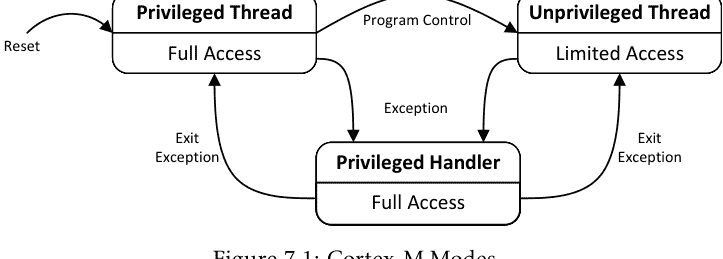 Privileged Thread
Unprivileged Thread
Program Control
Reset
Full Access
Limited Access
Exception
Exit
Exception
Exit
Exception
Privileged Handler
Full Access
Figure 7.1: Cortex-M Modes